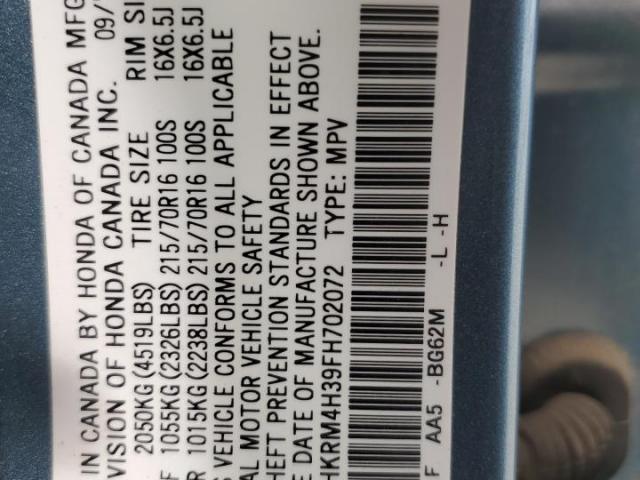 IN CANADA BY HONDA OF CANADA MFG
VISION OF HONDA CANADA INC. 09/
2050KG (4519LBS) TIRE SIZE RIM SI
F 1055KG (2326LBS) 215/70R16 100S 16X6.5J
R 1015KG (2238LBS) 215/70R16 100S 16X6.5J
S VEHICLE CONFORMS TO ALL APPLICABLE
AL MOTOR VEHICLE SAFETY
HEFT PREVENTION STANDARDS IN EFFECT
E DATE OF MANUFACTURE SHOWN ABOVE.
HKRM4H39FH702072 TYPE: MPV
F AA5 -BG62M -L -H